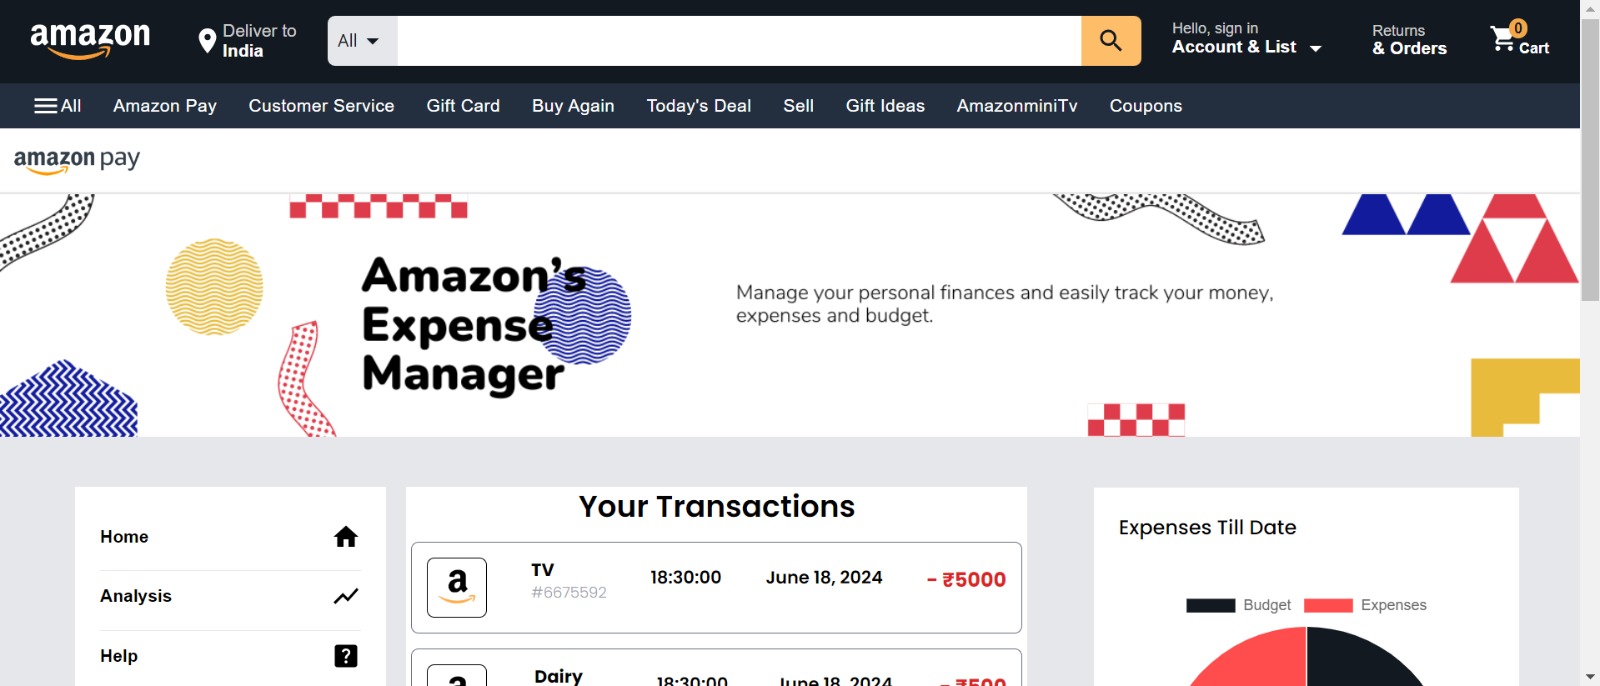 amazon
Deliver to
India
All
Hello, sign in
Account & List
Returns
& Orders
0
Cart
All
Amazon Pay
Customer Service
Gift Card
Buy Again
Today's Deal
Sell
Gift Ideas
AmazonminiTv
Coupons
amazon pay
Amazon's
Expense
Manager
Manage your personal finances and easily track your money,
expenses and budget.
Home
Analysis
Help
?
Your Transactions
a
TV
#6675592
18:30:00
June 18, 2024
- ₹5000
a
Dairy
18:30:00
June 18, 2024
- ₹500
Expenses Till Date
Budget
Expenses